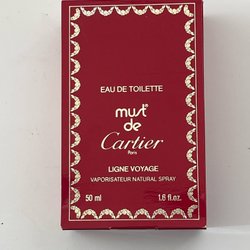 EAU DE TOILETTE
must
de
Cartier
Paris
LIGNE VOYAGE
VAPORISATEUR NATURAL SPRAY
50 ml 1.6 fl.oz.